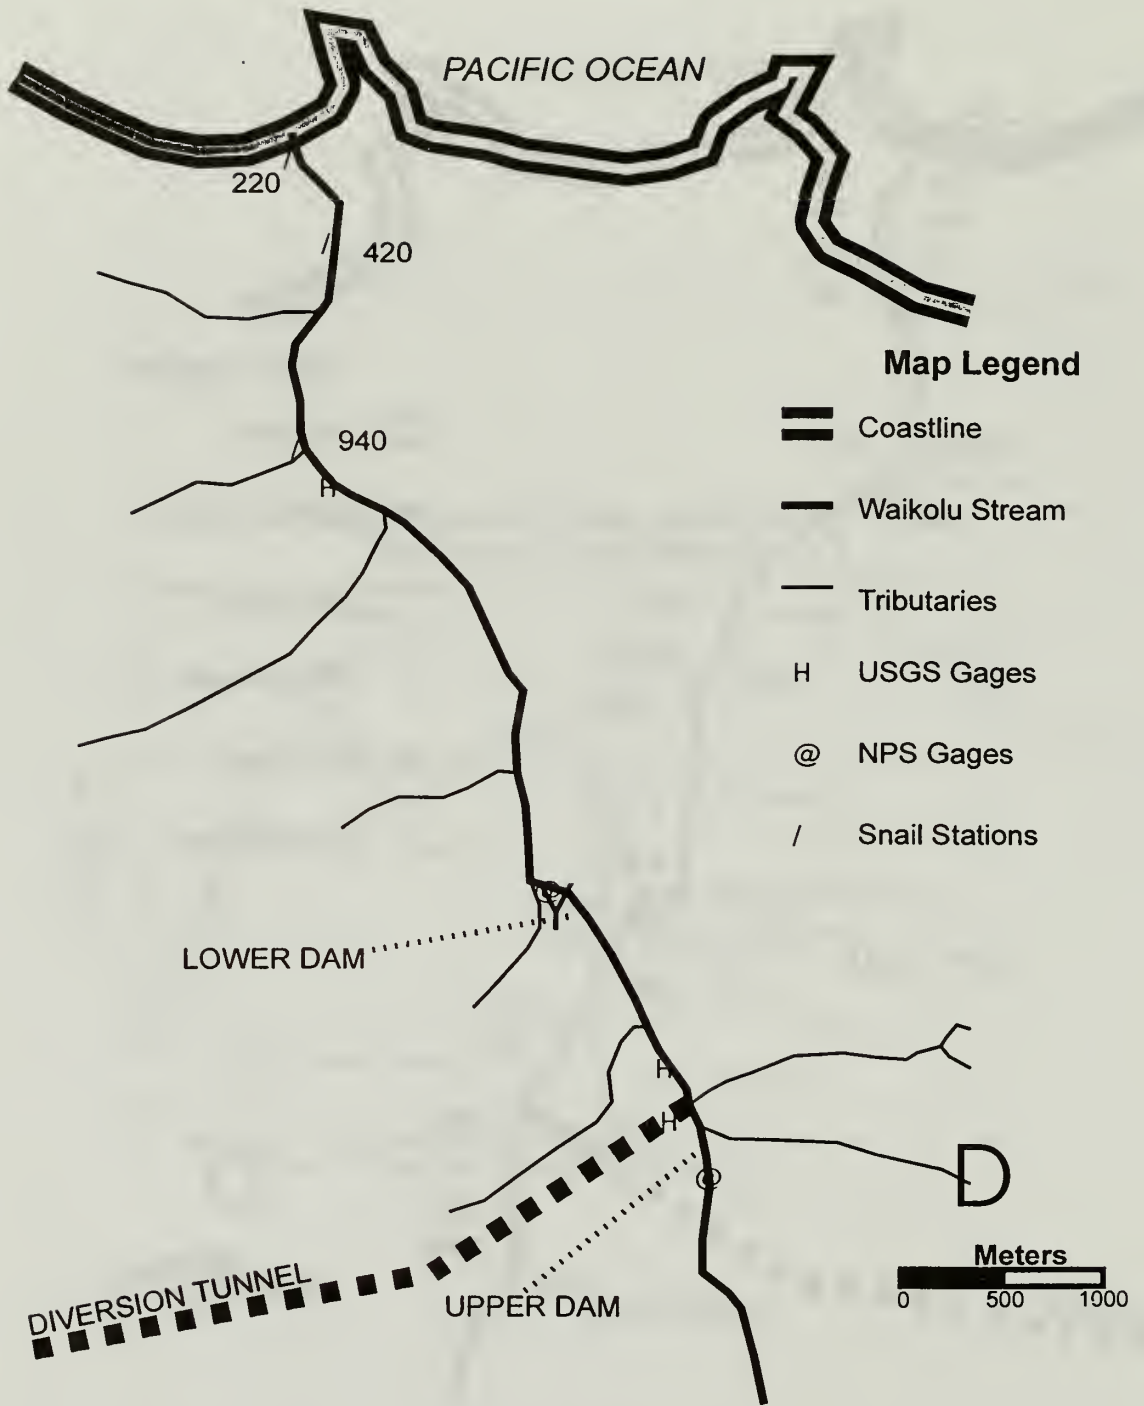 PACIFIC OCEAN
220
420
940
H
Map Legend
Coastline
Waikolu Stream
Tributaries
H USGS Gages
@ NPS Gages
/ Snail Stations
@
Y
LOWER DAM
H
H
@
D
DIVERSION TUNNEL
UPPER DAM
Meters
0 500 1000